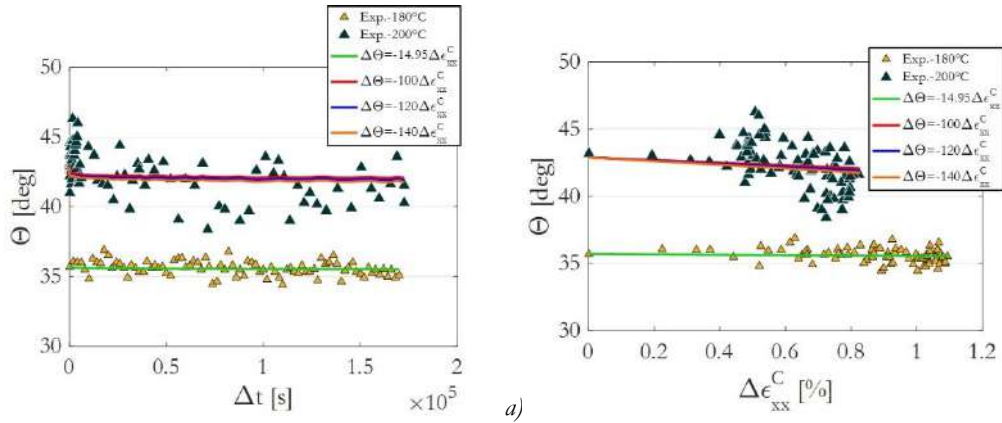 Exp.-180°C
Exp.-200°C
ΔΘ=-14.95Δϵ^C_xx
ΔΘ=-100Δϵ^C_xx
ΔΘ=-120Δϵ^C_xx
ΔΘ=-140Δϵ^C_xx
50
45
40
35
30
Θ [deg]
0 0.5 1 1.5 2
Δt [s]
×10^5
a)
Exp.-180°C
Exp.-200°C
ΔΘ=-14.95Δϵ^C_xx
ΔΘ=-100Δϵ^C_xx
ΔΘ=-120Δϵ^C_xx
ΔΘ=-140Δϵ^C_xx
50
45
40
35
30
Θ [deg]
0 0.2 0.4 0.6 0.8 1 1.2
Δϵ^C_xx [%]